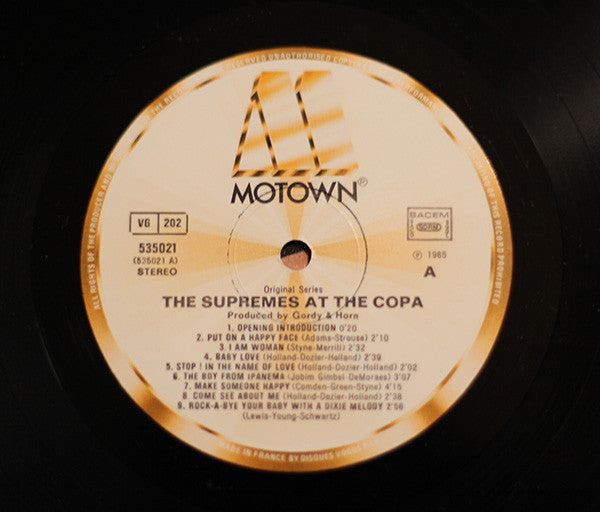 RESERVED UNAUTHORISED
ALL RIGHTS OF THE PRODUCER AND
OF THIS RECORD PROHIBITED
MOTOWN®
V6 202
535021
(535021 A)
STEREO
SACEM
℗ 1965
A
Original Series
THE SUPREMES AT THE COPA
Produced by Gordy & Horn
1. OPENING INTRODUCTION 0'20
2. PUT ON A HAPPY FACE (Adams-Strouse) 2'10
3. I AM WOMAN (Styne-Merrill) 2'32
4. BABY LOVE (Holland-Dozier-Holland) 2'39
5. STOP ! IN THE NAME OF LOVE (Holland-Dozier-Holland) 2'02
6. THE BOY FROM IPANEMA (Jobim Gimbel-DeMoraes) 3'07
7. MAKE SOMEONE HAPPY (Comden-Green-Styne) 4'15
8. COME SEE ABOUT ME (Holland-Dozier-Holland) 2'38
9. ROCK-A-BYE YOUR BABY WITH A DIXIE MELODY 2'56
(Lewis-Young-Schwartz)
MADE IN FRANCE BY DISQUES VOGUE